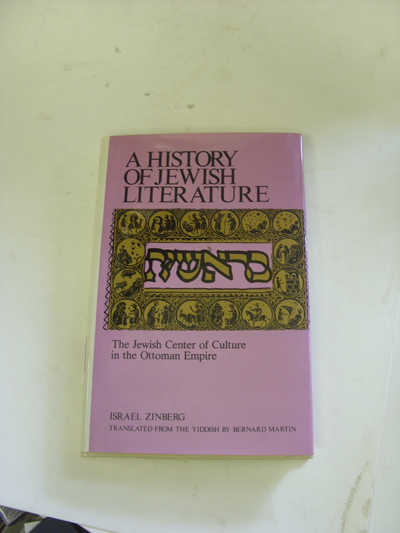 A HISTORY
OF JEWISH
LITERATURE
בראשית
The Jewish Center of Culture
in the Ottoman Empire
ISRAEL ZINBERG
TRANSLATED FROM THE YIDDISH BY BERNARD MARTIN